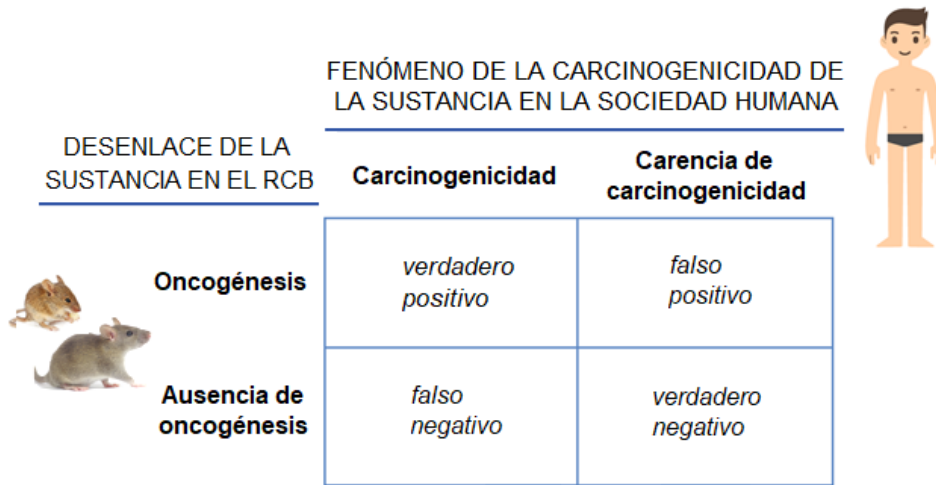 FENÓMENO DE LA CARCINOGENICIDAD DE
LA SUSTANCIA EN LA SOCIEDAD HUMANA
DESENLACE DE LA
SUSTANCIA EN EL RCB
Carcinogenicidad
Carencia de
carcinogenicidad
Oncogénesis
verdadero
positivo
falso
positivo
Ausencia de
oncogénesis
falso
negativo
verdadero
negativo